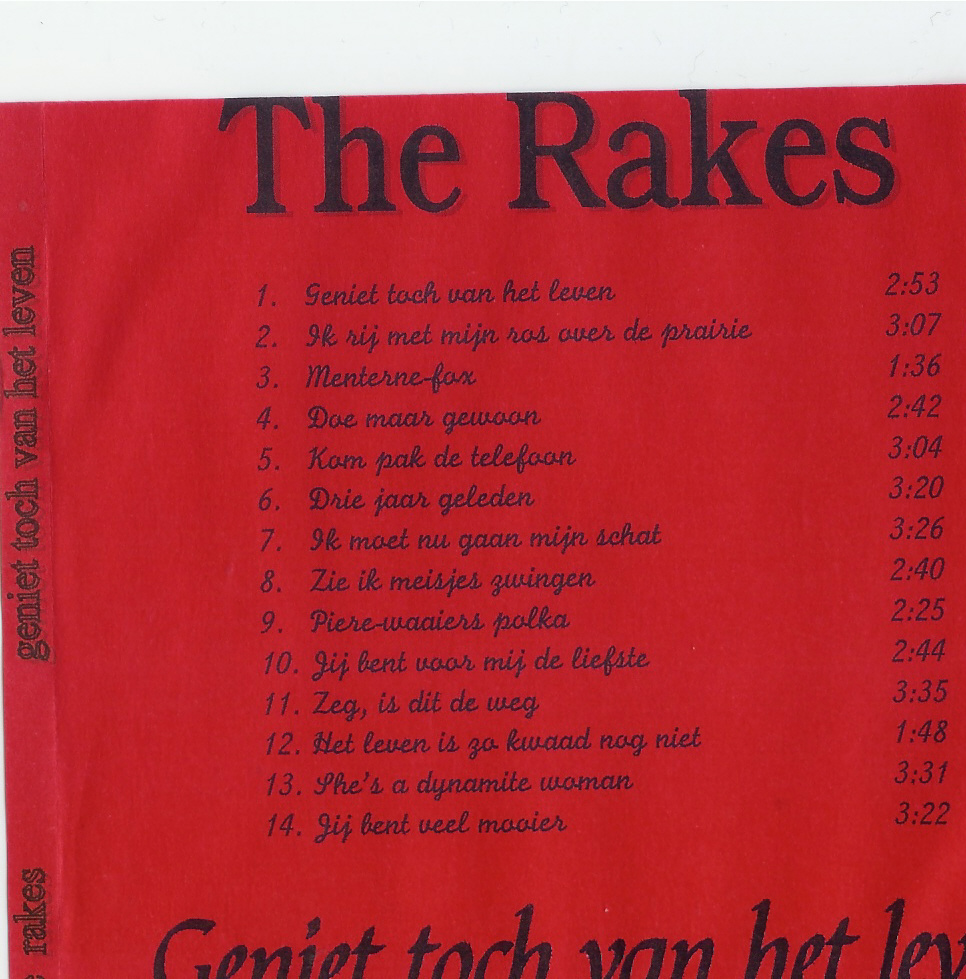 The Rakes
1. Geniet toch van het leven 2:53
2. Ik rij met mijn ros over de prairie 3:07
3. Menterne-fox 1:36
4. Doe maar gewoon 2:42
5. Kom pak de telefoon 3:04
6. Drie jaar geleden 3:20
7. Ik moet nu gaan mijn schat 3:26
8. Zie ik meisjes zwingen 2:40
9. Piere-waaiers polka 2:25
10. Jij bent voor mij de liefste 2:44
11. Zeg, is dit de weg 3:35
12. Het leven is zo kwaad nog niet 1:48
13. She's a dynamite woman 3:31
14. Jij bent veel mooier 3:22
Geniet toch van het lev
geniet toch van het leven
rakes